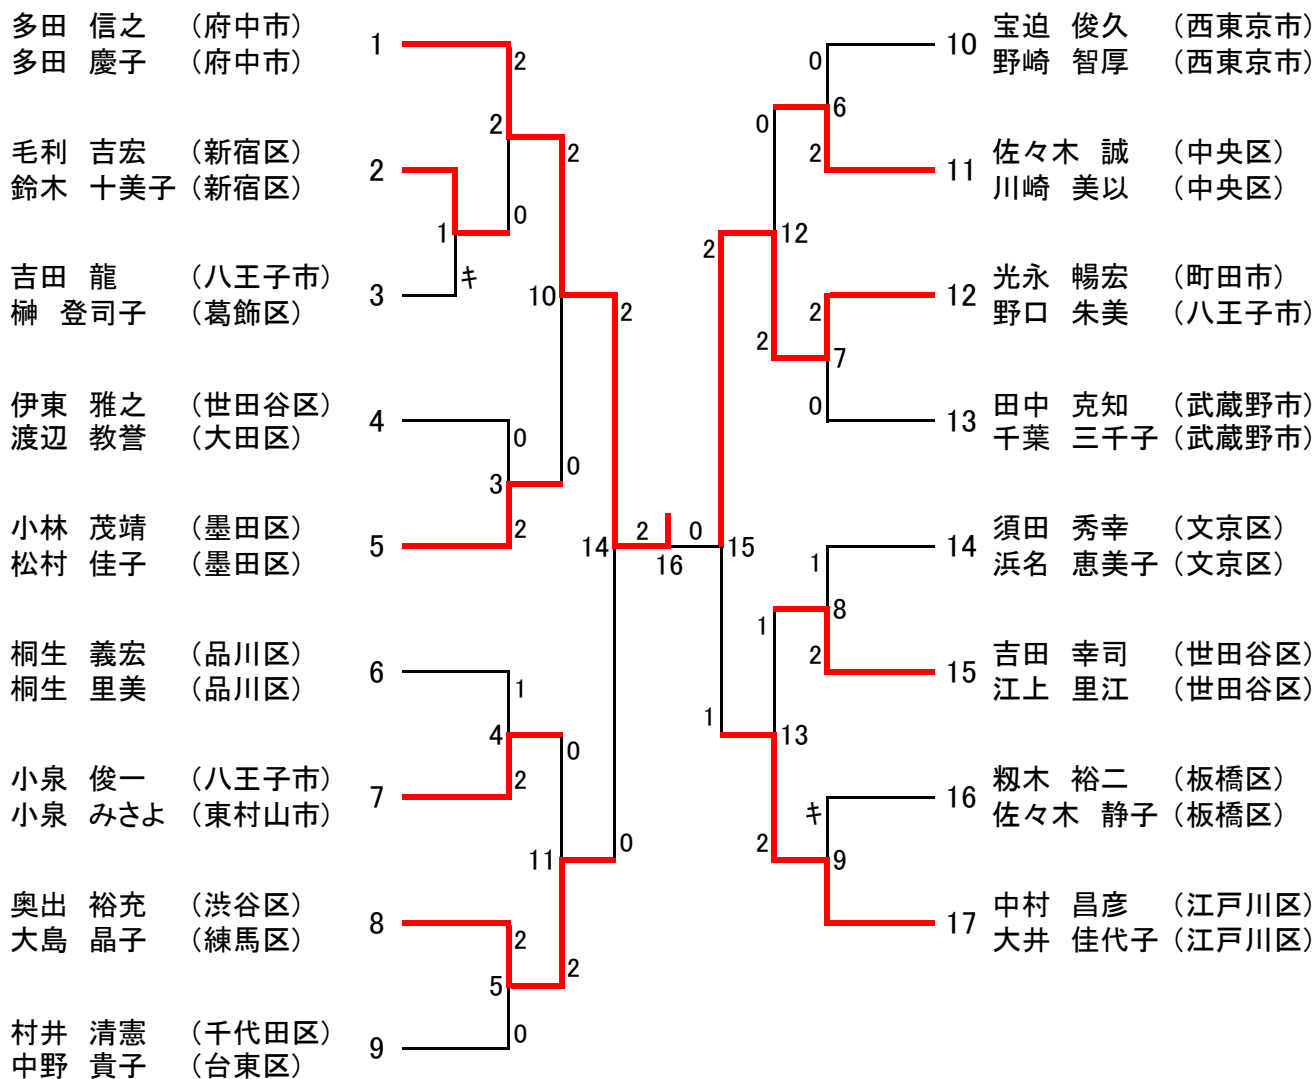 多田 信之 (府中市)
多田 慶子 (府中市)
1
毛利 吉宏 (新宿区)
鈴木 十美子 (新宿区)
2
吉田 龍 (八王子市)
榊 登司子 (葛飾区)
3
伊東 雅之 (世田谷区)
渡辺 教誉 (大田区)
4
小林 茂靖 (墨田区)
松村 佳子 (墨田区)
5
桐生 義宏 (品川区)
桐生 里美 (品川区)
6
小泉 俊一 (八王子市)
小泉 みさよ (東村山市)
7
奥出 裕充 (渋谷区)
大島 晶子 (練馬区)
8
村井 清憲 (千代田区)
中野 貴子 (台東区)
9
2
2
2
1
0
キ
10
2
0
3
0
2
14
2
0
16
15
1
4
0
2
11
0
2
5
2
0
0
0
6
2
2
12
2
2
7
0
1
1
8
2
1
13
キ
2
9
10
宝迫 俊久 (西東京市)
野崎 智厚 (西東京市)
11
佐々木 誠 (中央区)
川崎 美以 (中央区)
12
光永 暢宏 (町田市)
野口 朱美 (八王子市)
13
田中 克知 (武蔵野市)
千葉 三千子 (武蔵野市)
14
須田 秀幸 (文京区)
浜名 恵美子 (文京区)
15
吉田 幸司 (世田谷区)
江上 里江 (世田谷区)
16
籾木 裕二 (板橋区)
佐々木 静子 (板橋区)
17
中村 昌彦 (江戸川区)
大井 佳代子 (江戸川区)